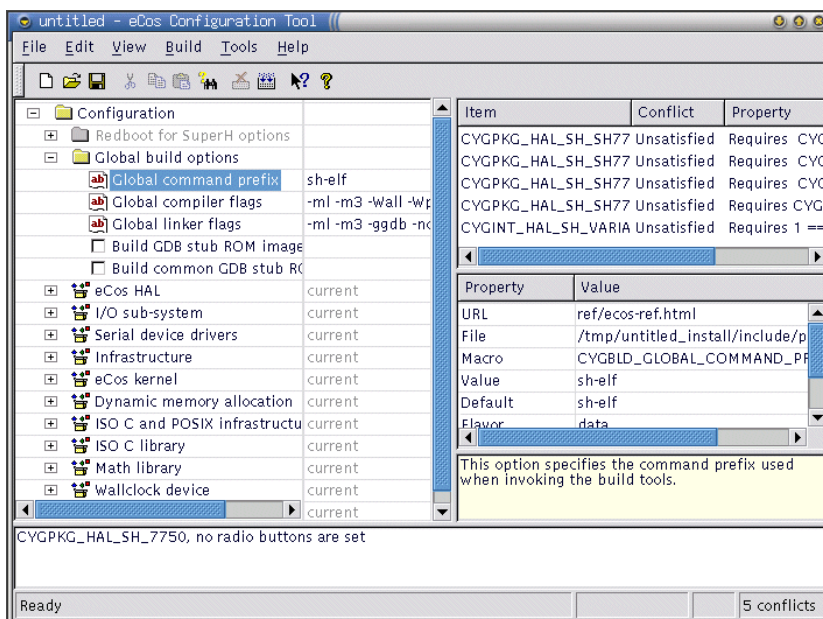 untitled - eCos Configuration Tool
File Edit View Build Tools Help
Configuration
Redboot for SuperH options
Global build options
Global command prefix sh-elf
Global compiler flags -ml -m3 -Wall -Wp
Global linker flags -ml -m3 -ggdb -no
Build GDB stub ROM image
Build common GDB stub RO
eCos HAL current
I/O sub-system current
Serial device drivers current
Infrastructure current
eCos kernel current
Dynamic memory allocation current
ISO C and POSIX infrastructu current
ISO C library current
Math library current
Wallclock device current
current
Item Conflict Property
CYGPKG_HAL_SH_SH77 Unsatisfied Requires CYG
CYGPKG_HAL_SH_SH77 Unsatisfied Requires CYG
CYGPKG_HAL_SH_SH77 Unsatisfied Requires CYG
CYGPKG_HAL_SH_SH77 Unsatisfied Requires CYG
CYGINT_HAL_SH_VARIA Unsatisfied Requires 1 ==
Property Value
URL ref/ecos-ref.html
File /tmp/untitled_install/include/p
Macro CYGBLD_GLOBAL_COMMAND_PR
Value sh-elf
Default sh-elf
Flavor data
This option specifies the command prefix used
when invoking the build tools.
CYGPKG_HAL_SH_7750, no radio buttons are set
Ready 5 conflicts